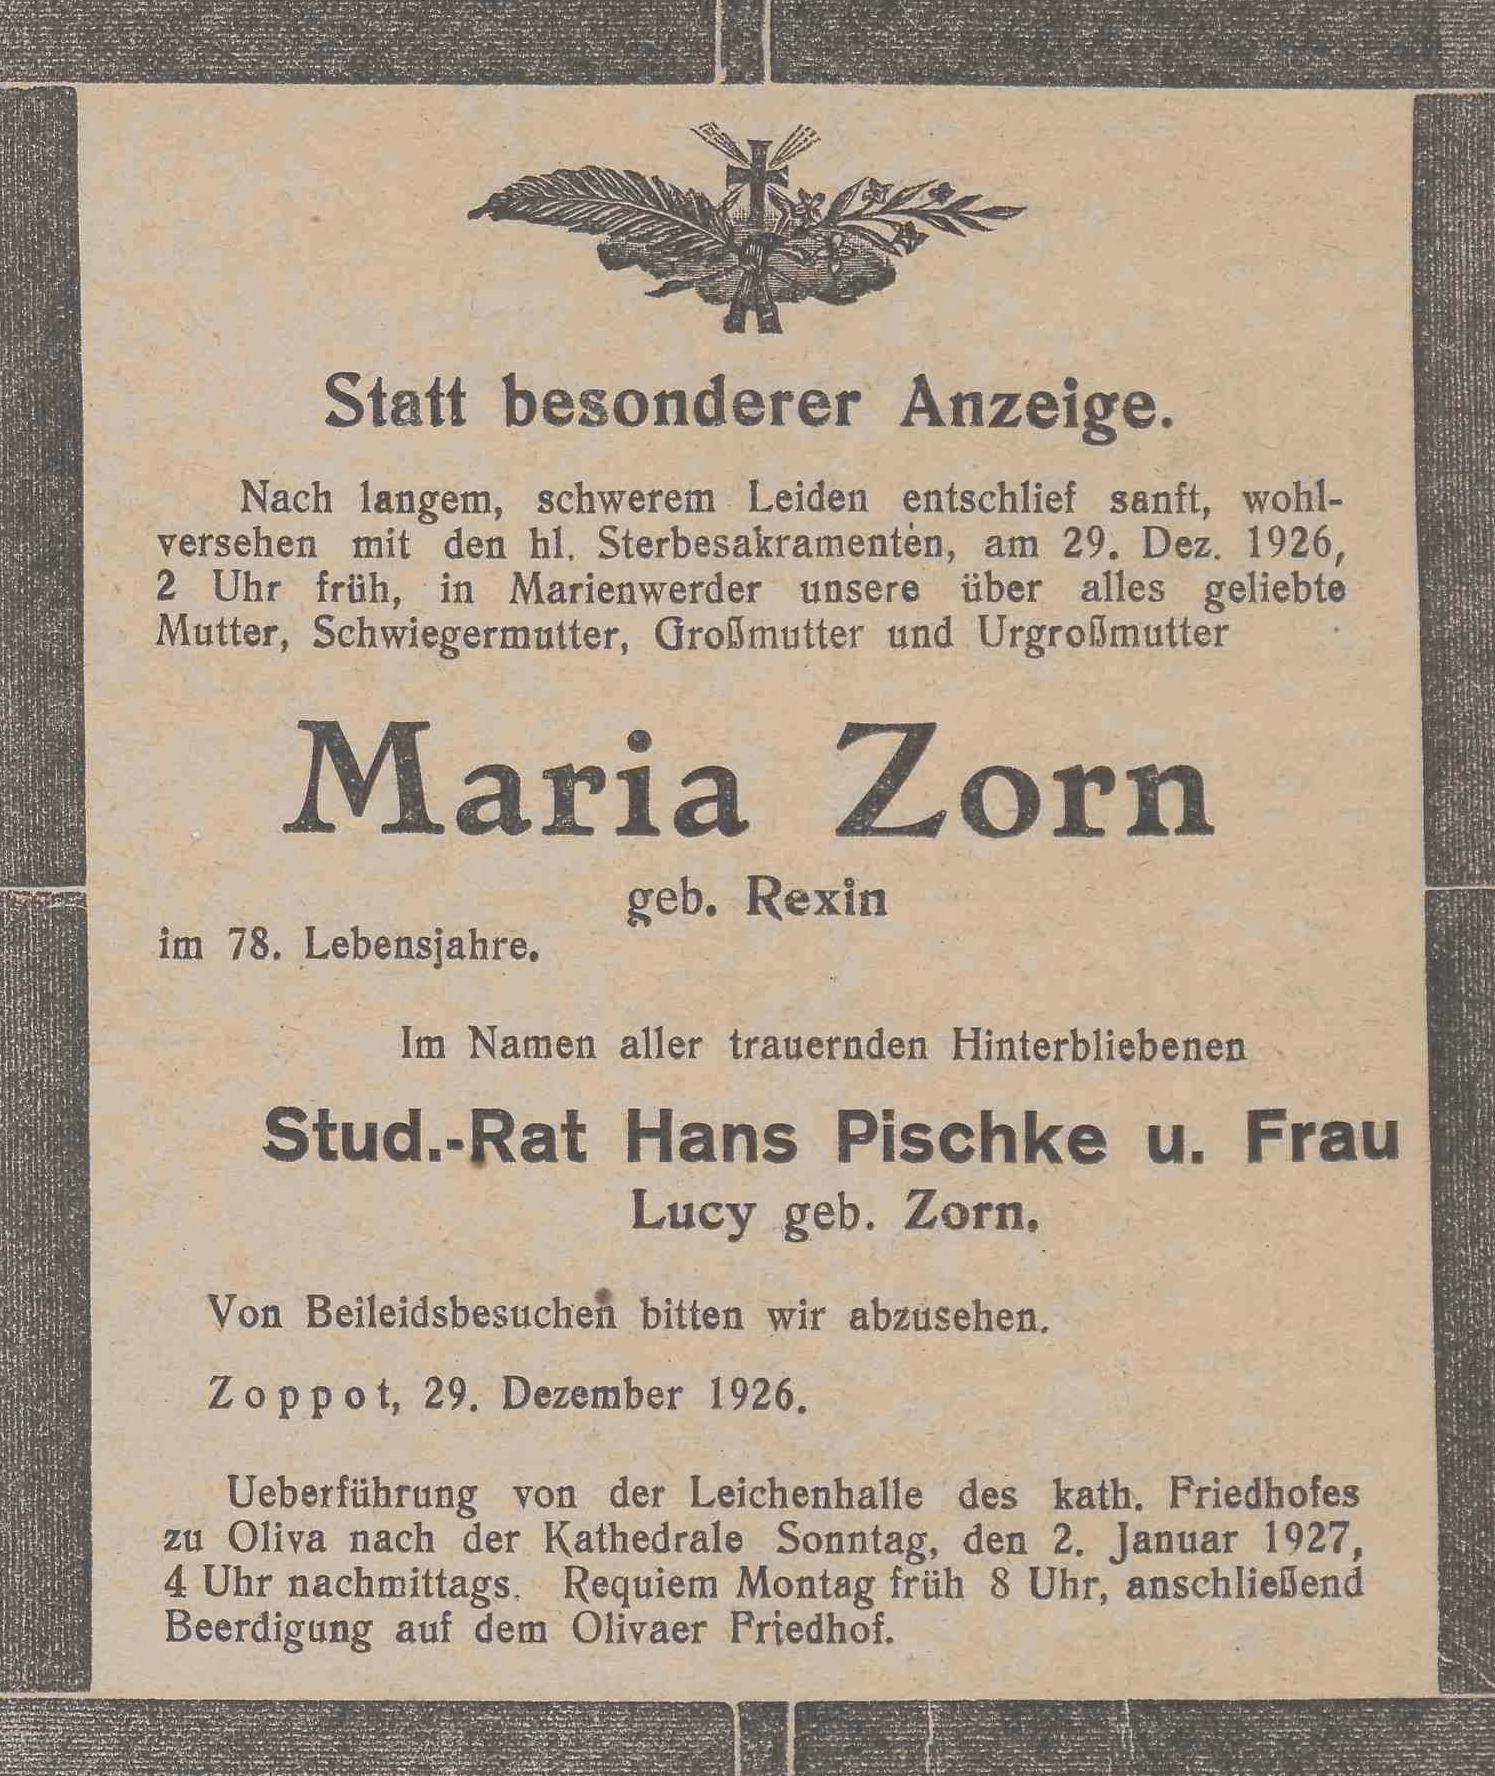 Statt besonderer Anzeige.
Nach langem, schwerem Leiden entschlief sanft, wohl-
versehen mit den hl. Sterbesakramenten, am 29. Dez. 1926,
2 Uhr früh, in Marienwerder unsere über alles geliebte
Mutter, Schwiegermutter, Großmutter und Urgroßmutter
Maria Zorn
geb. Rexin
im 78. Lebensjahre.
Im Namen aller trauernden Hinterbliebenen
Stud.-Rat Hans Pischke u. Frau
Lucy geb. Zorn.
Von Beileidsbesuchen bitten wir abzusehen.
Zoppot, 29. Dezember 1926.
Ueberführung von der Leichenhalle des kath. Friedhofes
zu Oliva nach der Kathedrale Sonntag, den 2. Januar 1927,
4 Uhr nachmittags. Requiem Montag früh 8 Uhr, anschließend
Beerdigung auf dem Olivaer Friedhof.